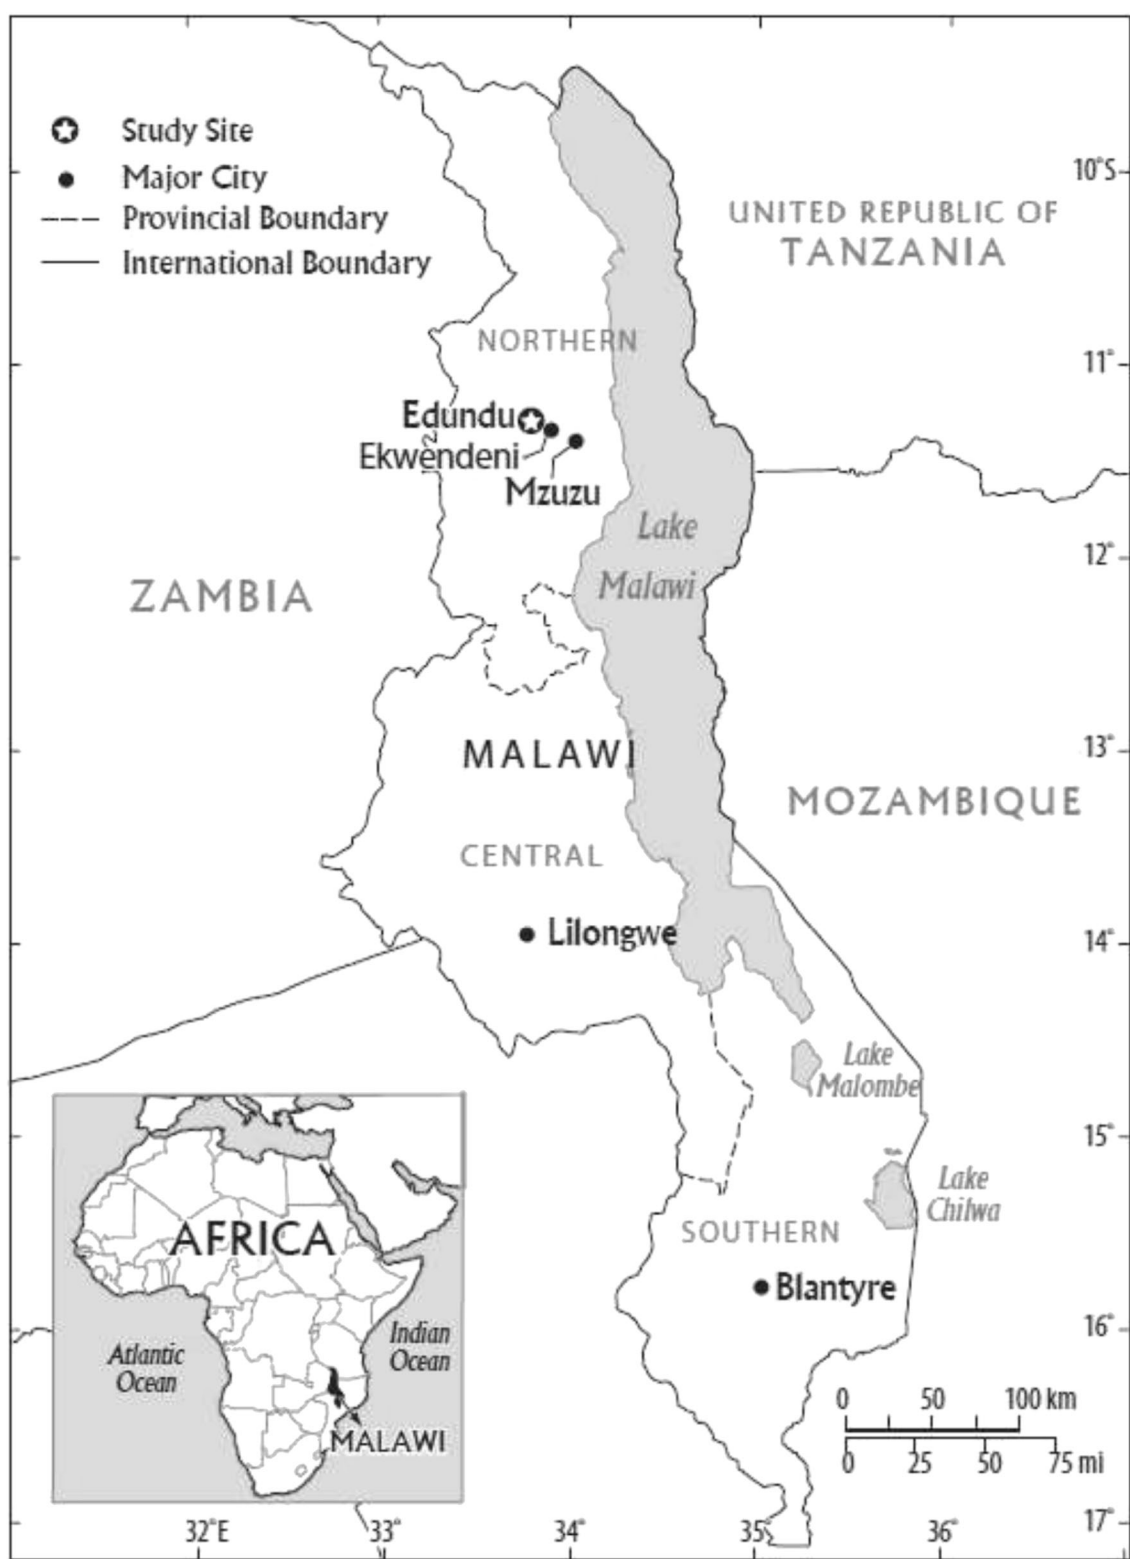 Study Site
Major City
Provincial Boundary
International Boundary
10°S
UNITED REPUBLIC OF
TANZANIA
NORTHERN
11°
Edundu
Ekwendeni
Mzuzu
Lake
Malawi
12°
ZAMBIA
MALAWI
13°
MOZAMBIQUE
CENTRAL
Lilongwe
14°
Lake
Malombe
15°
Lake
Chilwa
SOUTHERN
Blantyre
16°
AFRICA
Atlantic
Ocean
Indian
Ocean
MALAWI
0 50 100 km
0 25 50 75 mi
17°
32°E 33° 34° 35° 36°